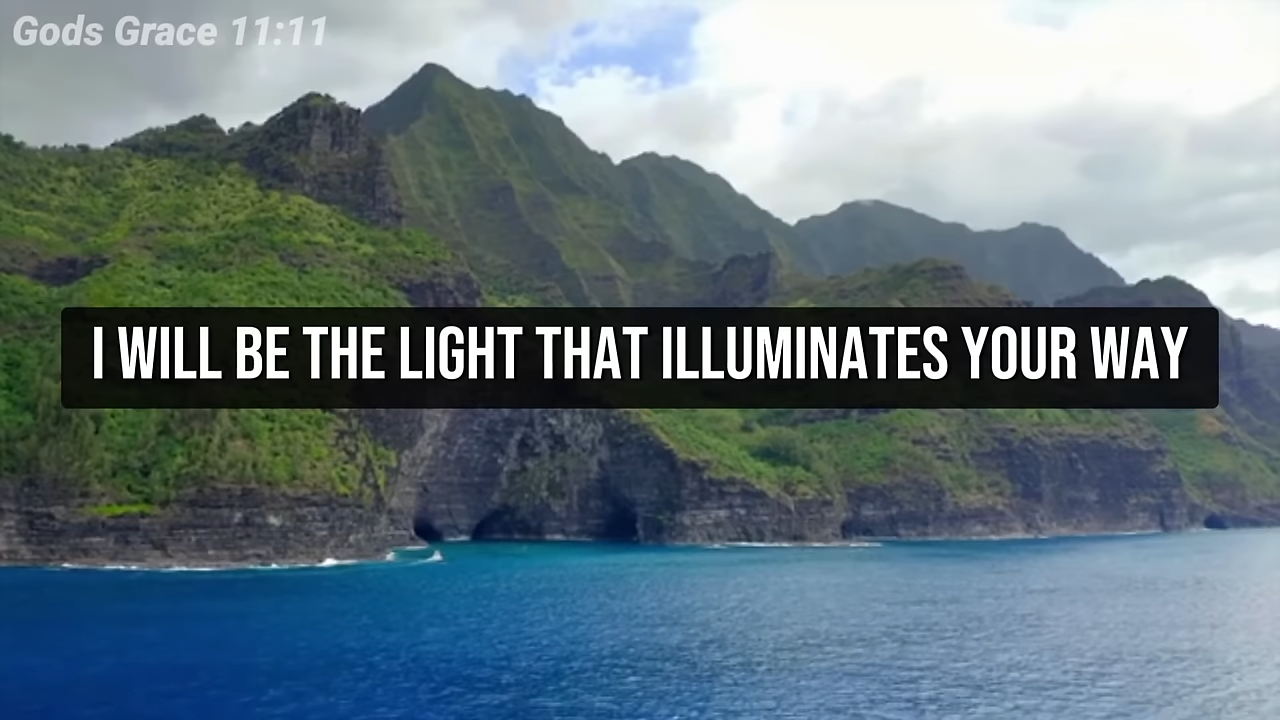 Gods Grace 11:11
I WILL BE THE LIGHT THAT ILLUMINATES YOUR WAY